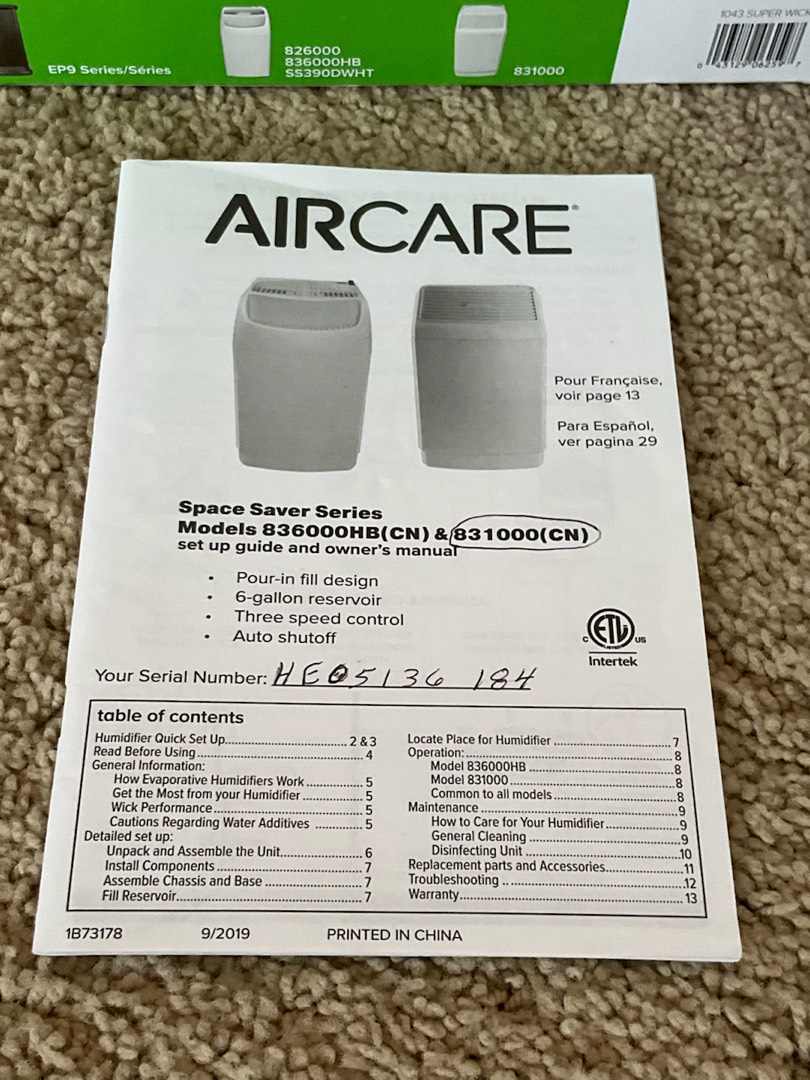 1043 SUPER WICK
EP9 Series/Séries
826000
836000HB
SS390DWHT
831000
AIRCARE®
Pour Française,
voir page 13
Para Español,
ver pagina 29
Space Saver Series
Models 836000HB(CN) & 831000(CN)
set up guide and owner's manual
• Pour-in fill design
• 6-gallon reservoir
• Three speed control
• Auto shutoff
C ETL US
LISTED
Intertek
Your Serial Number: HE05136 184
table of contents
Humidifier Quick Set Up.............................. 2 & 3
Read Before Using......................................... 4
General Information:
How Evaporative Humidifiers Work.............. 5
Get the Most from your Humidifier .............. 5
Wick Performance................................... 5
Cautions Regarding Water Additives ............ 5
Detailed set up:
Unpack and Assemble the Unit.................... 6
Install Components ................................... 7
Assemble Chassis and Base ........................ 7
Fill Reservoir............................................ 7
Locate Place for Humidifier ............................7
Operation:.....................................................8
Model 836000HB .....................................8
Model 831000..........................................8
Common to all models...............................8
Maintenance .................................................9
How to Care for Your Humidifier....................9
General Cleaning ......................................9
Disinfecting Unit .....................................10
Replacement parts and Accessories..................11
Troubleshooting ..........................................12
Warranty.....................................................13
1B73178 9/2019 PRINTED IN CHINA